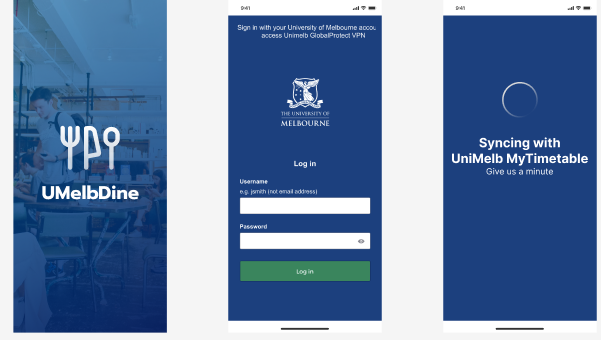 UMelbDine
9:41
Sign in with your University of Melbourne accou
access Unimelb GlobalProtect VPN
THE UNIVERSITY OF
MELBOURNE
Log in
Username
e.g. jsmith (not email address)
Password
Log in
9:41
Syncing with
UniMelb MyTimetable
Give us a minute